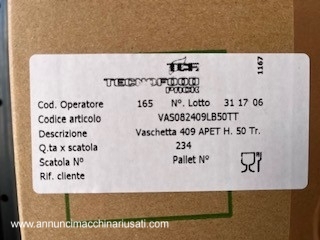 TECNOFOOD
PACK
1167
Cod. Operatore 165 N°. Lotto 31 17 06
Codice articolo VAS082409LB50TT
Descrizione Vaschetta 409 APET H. 50 Tr.
Q.ta x scatola 234
Scatola N° Pallet N°
Rif. cliente
www.annuncimacchinariusati.com